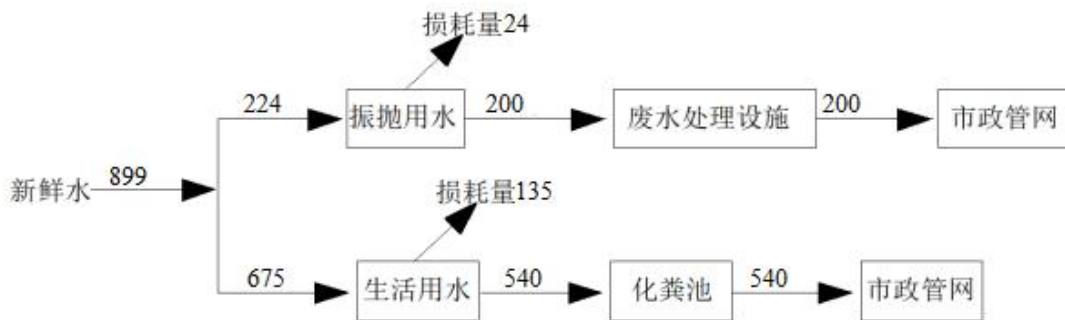 损耗量24
224
振抛用水
200
废水处理设施
200
市政管网
新鲜水
899
损耗量135
675
生活用水
540
化粪池
540
市政管网